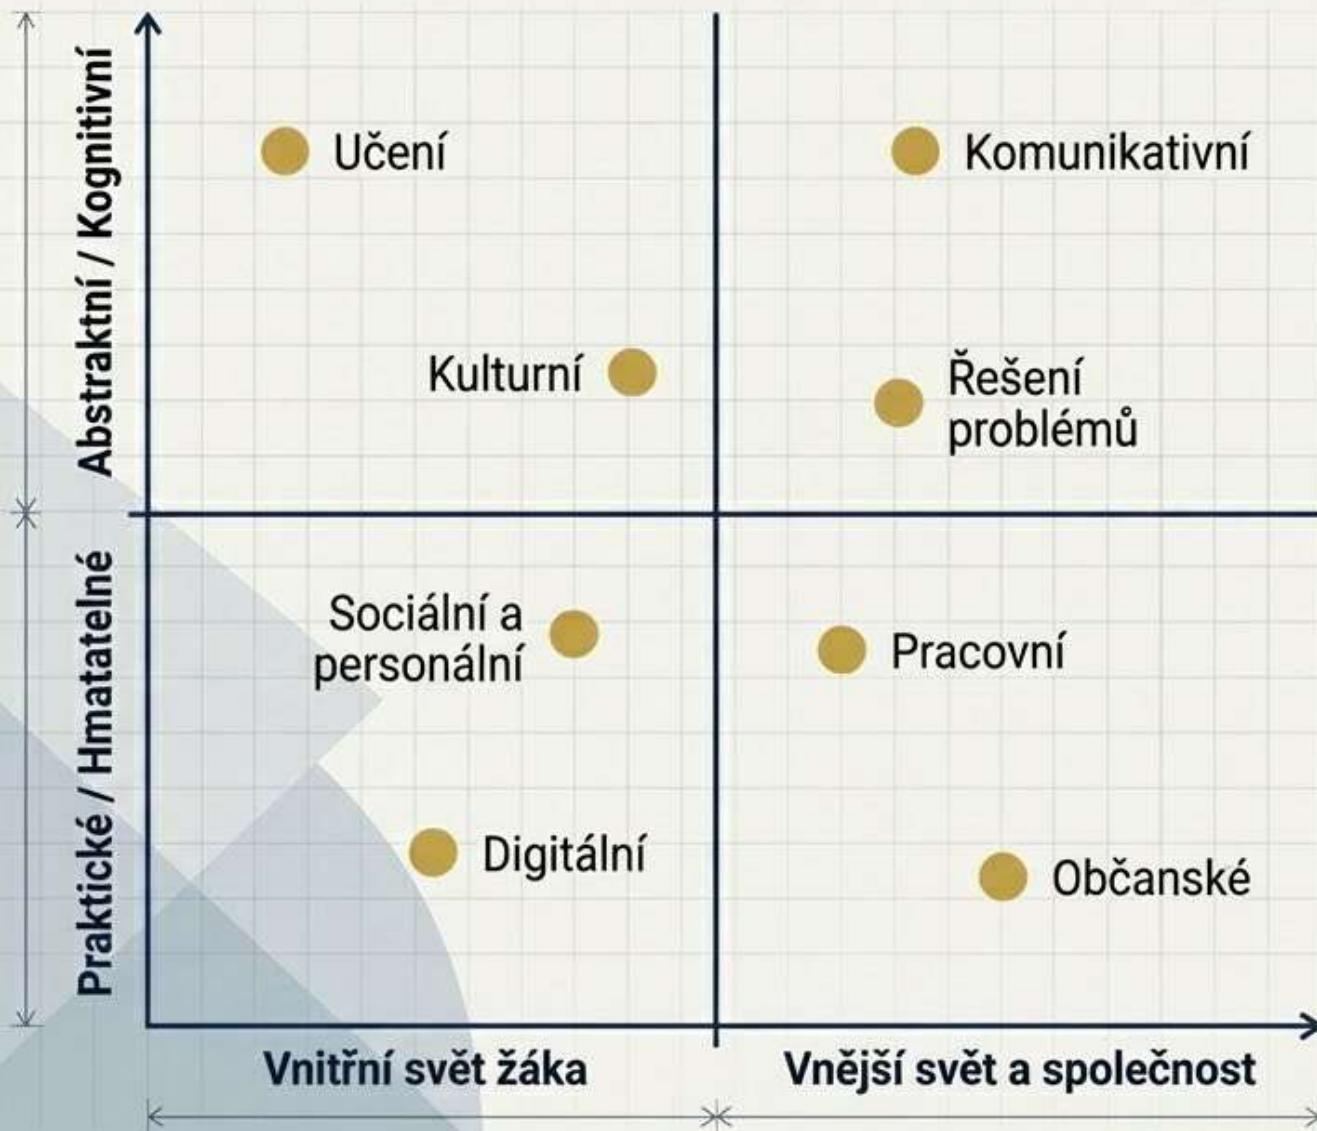 Abstraktní / Kognitivní
Učení
Komunikativní
Kulturní
Řešení
problémů
Praktické / Hmatatelné
Sociální a
personální
Pracovní
Digitální
Občanské
Vnitřní svět žáka
Vnější svět a společnost